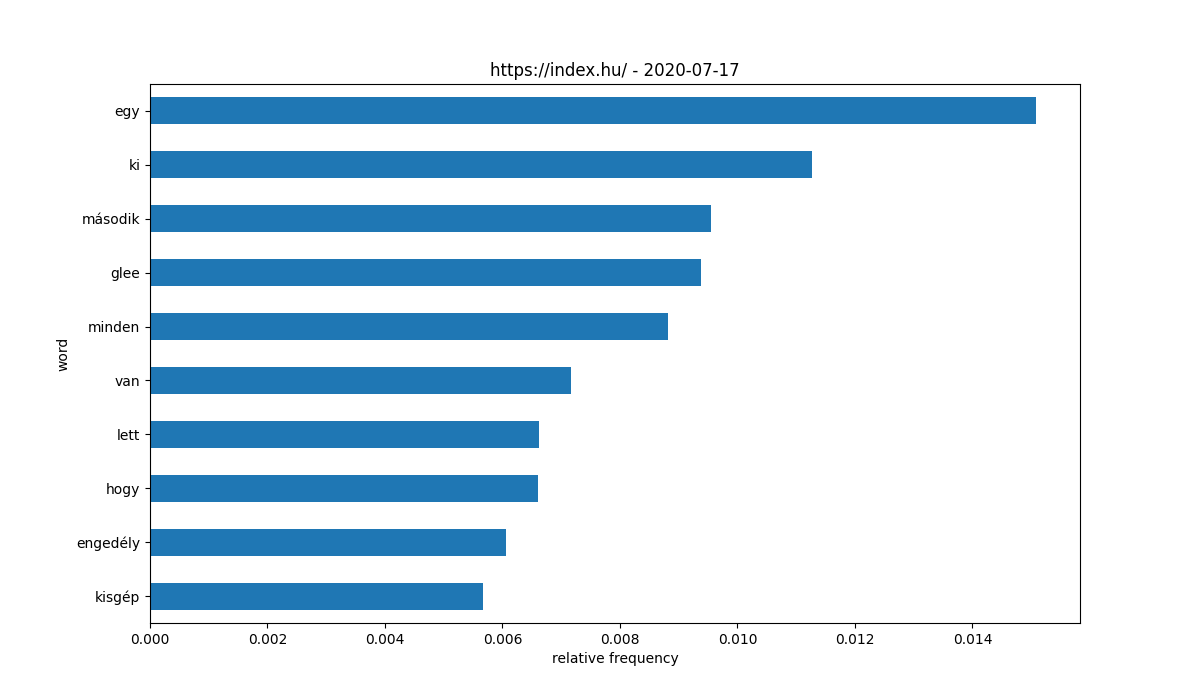 https://index.hu/ - 2020-07-17
egy
ki
második
glee
minden
van
lett
hogy
engedély
kisgép
word
0.000 0.002 0.004 0.006 0.008 0.010 0.012 0.014
relative frequency